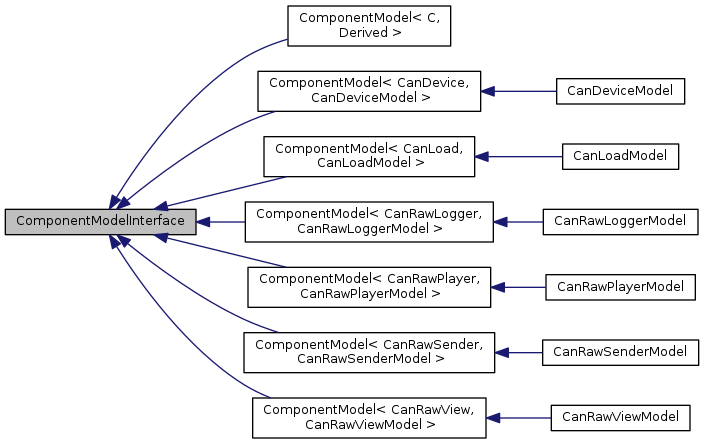 ComponentModel< C,
Derived >
ComponentModel< CanDevice,
CanDeviceModel >
CanDeviceModel
ComponentModel< CanLoad,
CanLoadModel >
CanLoadModel
ComponentModelInterface
ComponentModel< CanRawLogger,
CanRawLoggerModel >
CanRawLoggerModel
ComponentModel< CanRawPlayer,
CanRawPlayerModel >
CanRawPlayerModel
ComponentModel< CanRawSender,
CanRawSenderModel >
CanRawSenderModel
ComponentModel< CanRawView,
CanRawViewModel >
CanRawViewModel